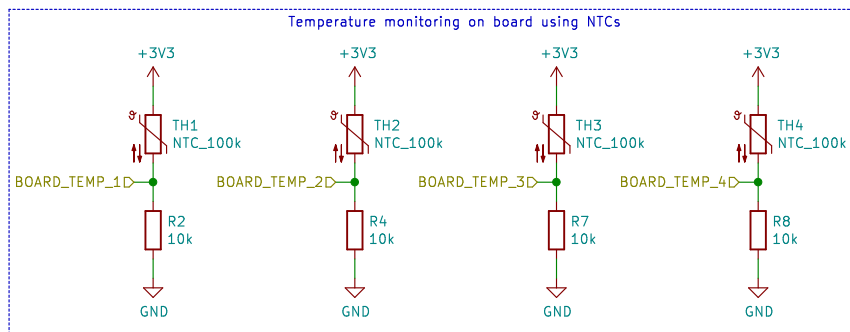 Temperature monitoring on board using NTCs
+3V3 +3V3 +3V3 +3V3
ϑ TH1 ϑ TH2 ϑ TH3 ϑ TH4
NTC_100k NTC_100k NTC_100k NTC_100k
BOARD_TEMP_1 BOARD_TEMP_2 BOARD_TEMP_3 BOARD_TEMP_4
R2 R4 R7 R8
10k 10k 10k 10k
GND GND GND GND